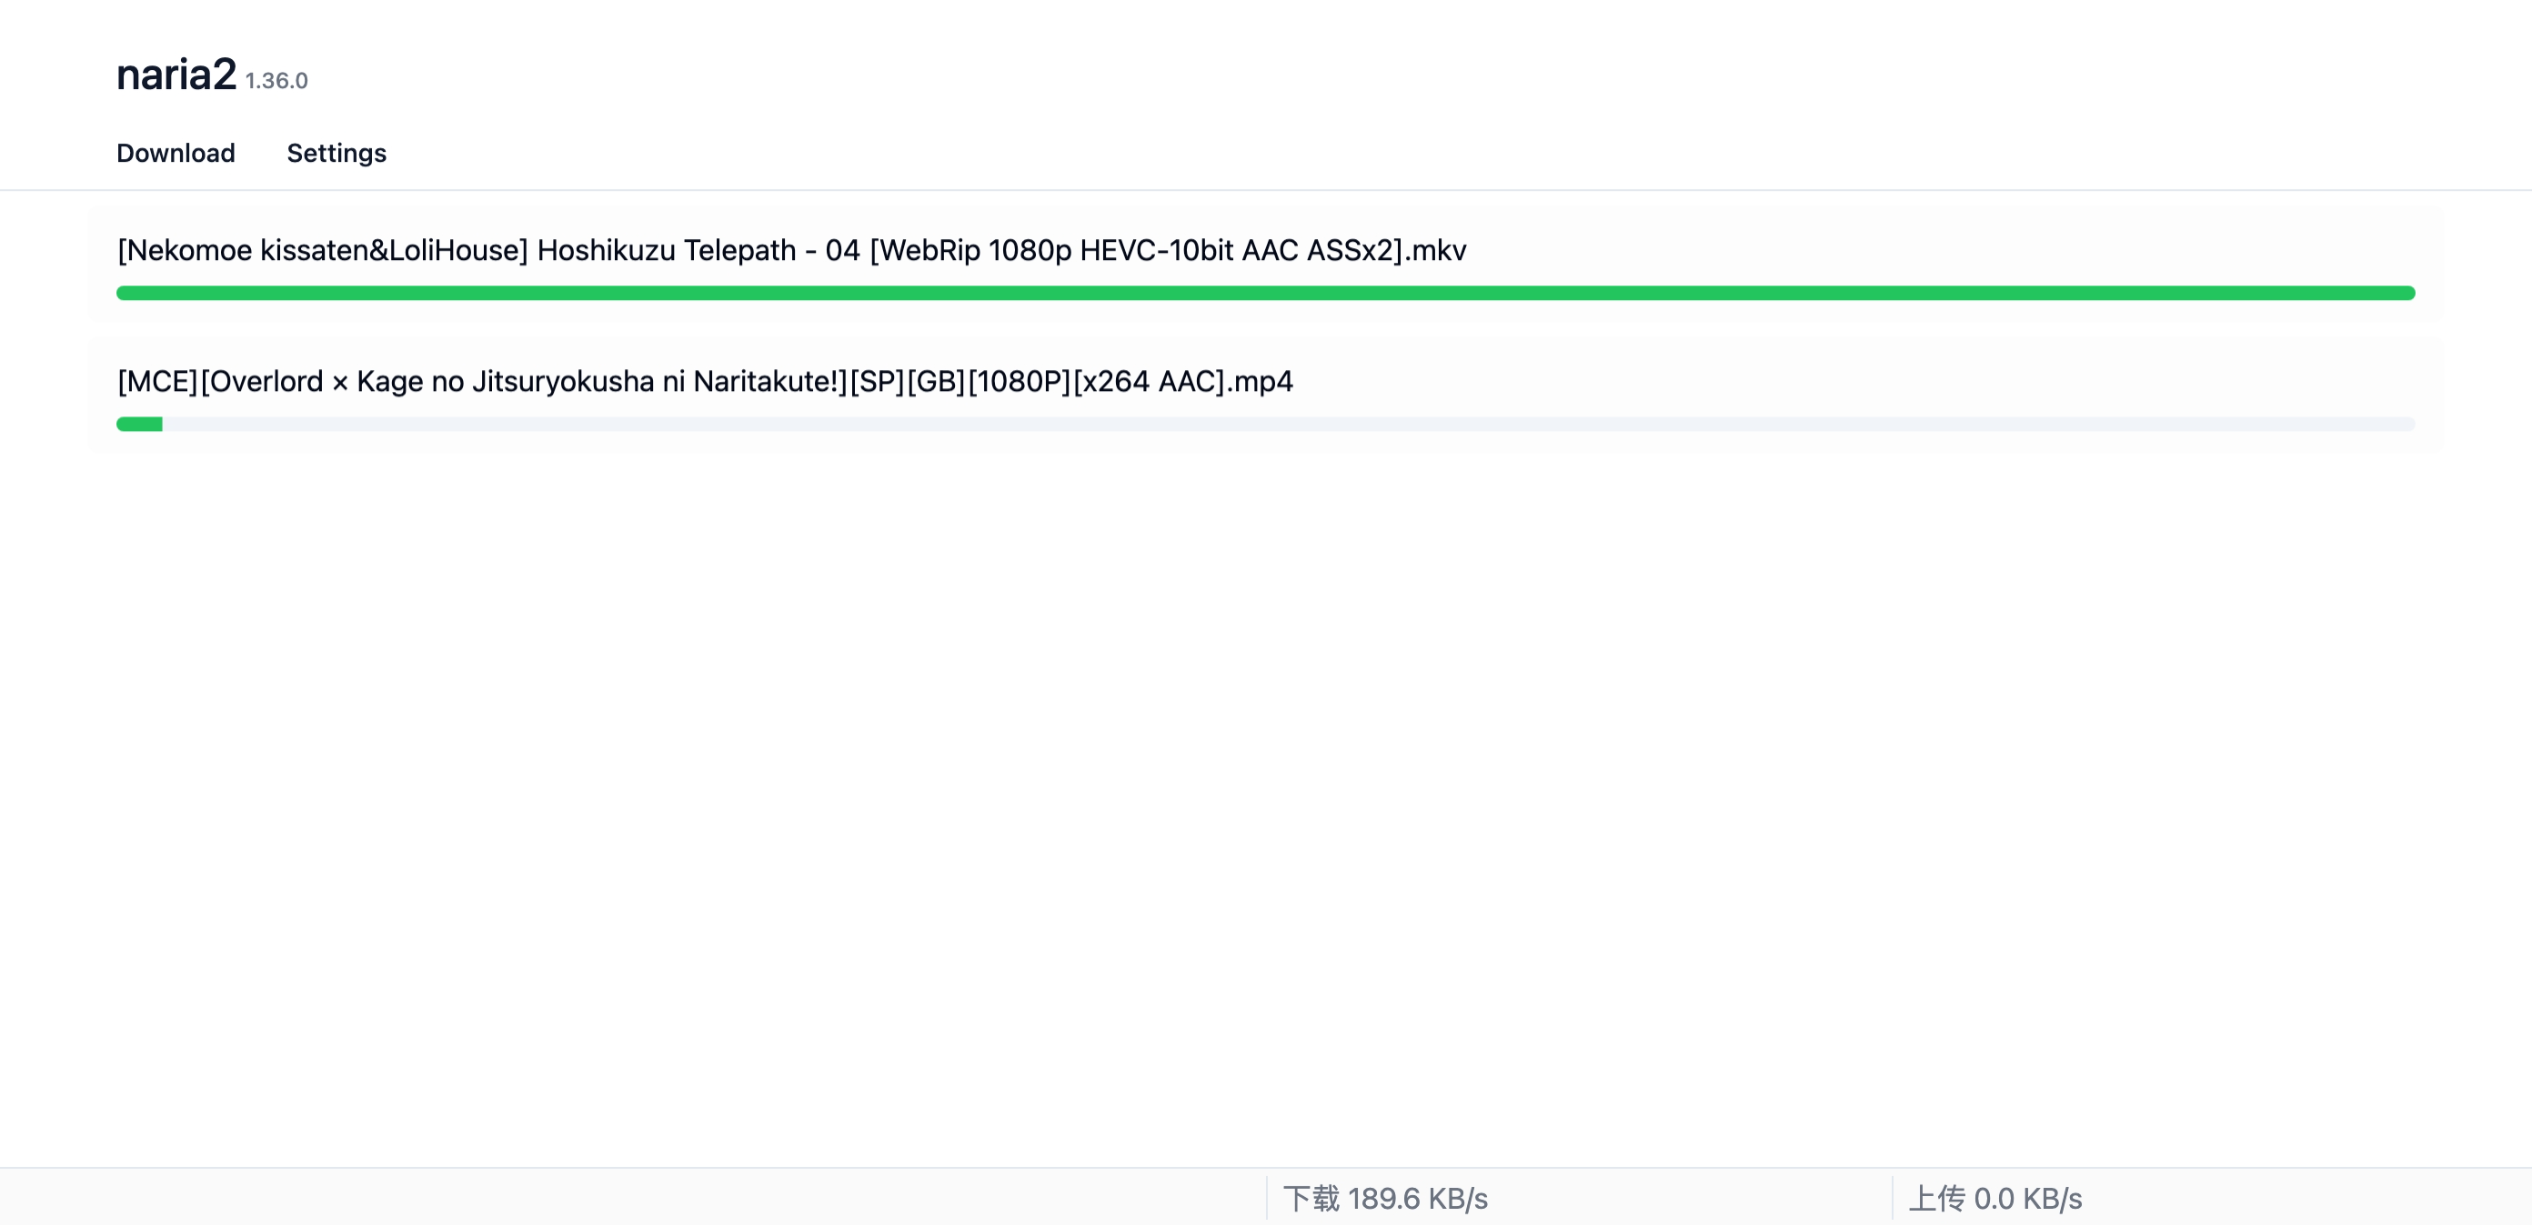 naria2 1.36.0
Download Settings
[Nekomoe kissaten&LoliHouse] Hoshikuzu Telepath - 04 [WebRip 1080p HEVC-10bit AAC ASSx2].mkv
[MCE][Overlord × Kage no Jitsuryokusha ni Naritakute!][SP][GB][1080P][x264 AAC].mp4
下载 189.6 KB/s 上传 0.0 KB/s